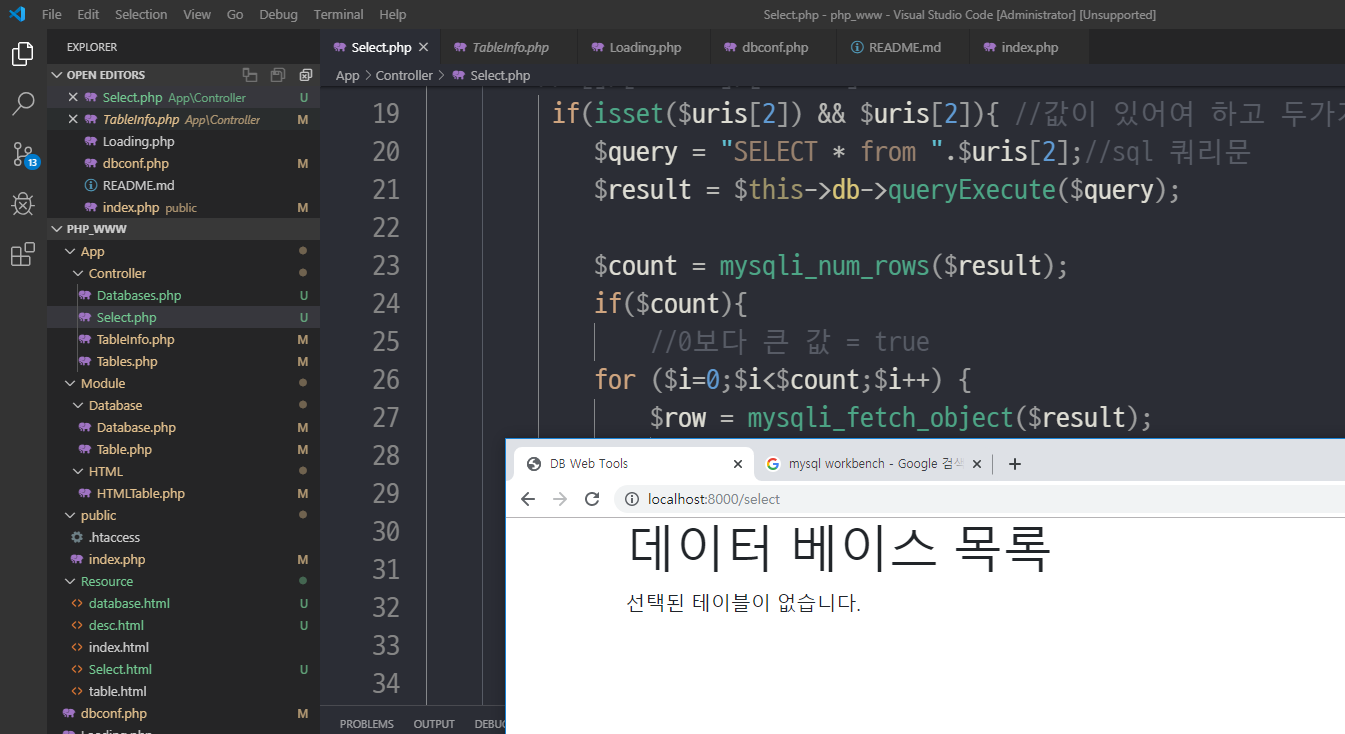 File Edit Selection View Go Debug Terminal Help
Select.php - php_www - Visual Studio Code [Administrator] [Unsupported]
EXPLORER
OPEN EDITORS
Select.php App\Controller U
TableInfo.php App\Controller M
Loading.php
dbconf.php M
README.md
index.php public M
PHP_WWW
App
Controller
Databases.php U
Select.php U
TableInfo.php M
Tables.php M
Module
Database
Database.php M
Table.php M
HTML
HTMLTable.php M
public
.htaccess
index.php M
Resource
database.html U
desc.html U
index.html
Select.html U
table.html
dbconf.php M
Loading.php
13
Select.php TableInfo.php Loading.php dbconf.php README.md index.php
App > Controller > Select.php
19 if(isset($uris[2]) && $uris[2]){ //값이 있어여 하고 두가지
20 $query = "SELECT * from ".$uris[2];//sql 쿼리문
21 $result = $this->db->queryExecute($query);
22
23 $count = mysqli_num_rows($result);
24 if($count){
25 //0보다 큰 값 = true
26 for ($i=0;$i<$count;$i++) {
27 $row = mysqli_fetch_object($result);
28
29
30
31
32
33
34
PROBLEMS OUTPUT DEBUG
DB Web Tools
mysql workbench - Google 검색
localhost:8000/select
데이터 베이스 목록
선택된 테이블이 없습니다.